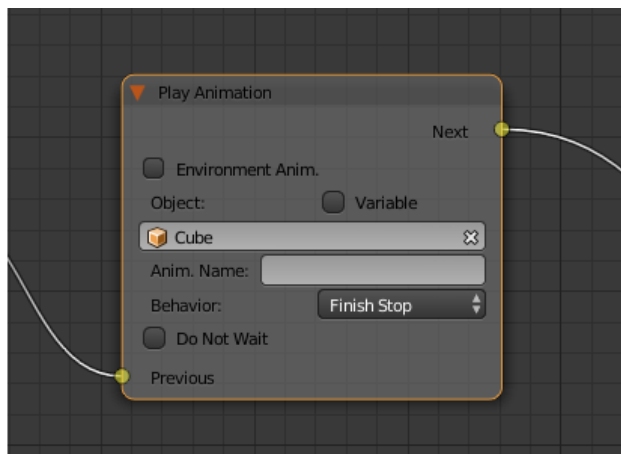 Play Animation
Next
Environment Anim.
Object: Variable
Cube
Anim. Name:
Behavior: Finish Stop
Do Not Wait
Previous